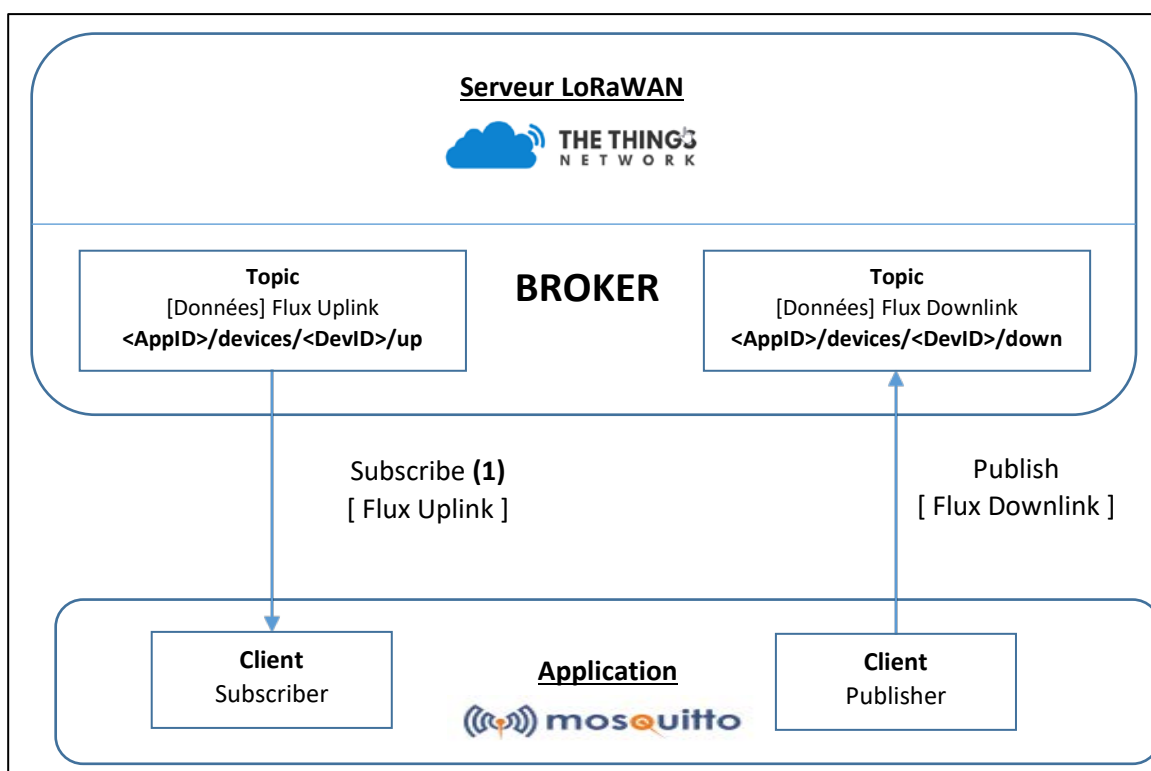 Serveur LoRaWAN
THE THINGS
NETWORK
Topic
[Données] Flux Uplink
<AppID>/devices/<DevID>/up
BROKER
Topic
[Données] Flux Downlink
<AppID>/devices/<DevID>/down
Subscribe (1)
[ Flux Uplink ]
Publish
[ Flux Downlink ]
Client
Subscriber
Application
mosquitto
Client
Publisher